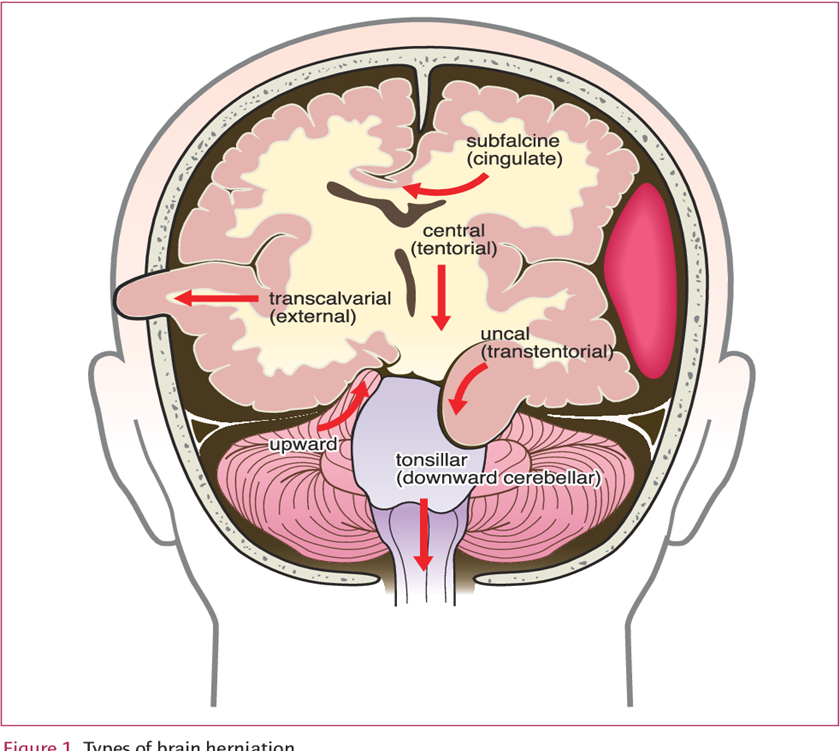 subfalcine
(cingulate)
central
(tentorial)
transcalvarial
(external)
uncal
(transtentorial)
upward
tonsillar
(downward cerebellar)
Figure 1 Types of brain herniation